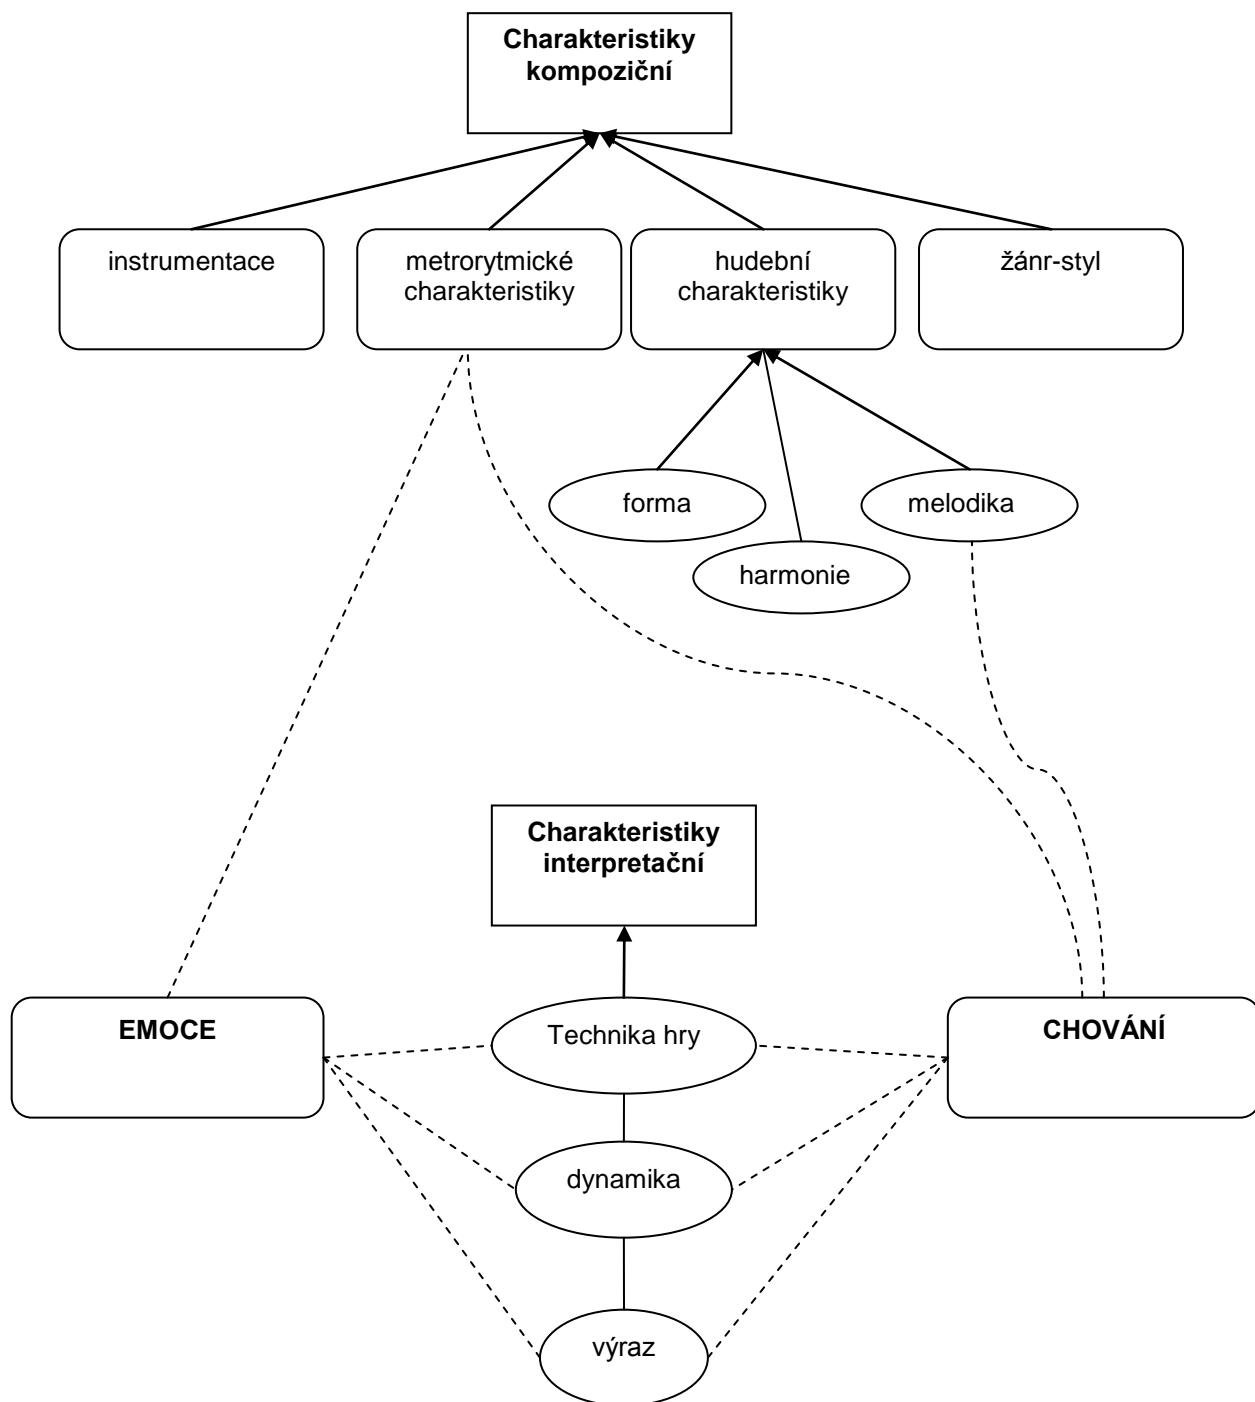 Charakteristiky
kompoziční
instrumentace
metrorytmické
charakteristiky
hudební
charakteristiky
žánr-styl
forma
melodika
harmonie
Charakteristiky
interpretační
EMOCE
Technika hry
CHOVÁNÍ
dynamika
výraz